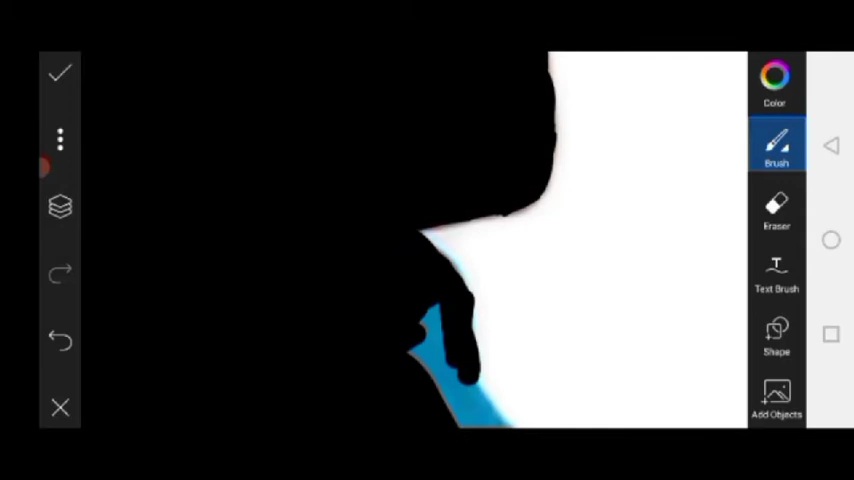 Color
Brush
Eraser
Text Brush
Shape
Add Objects